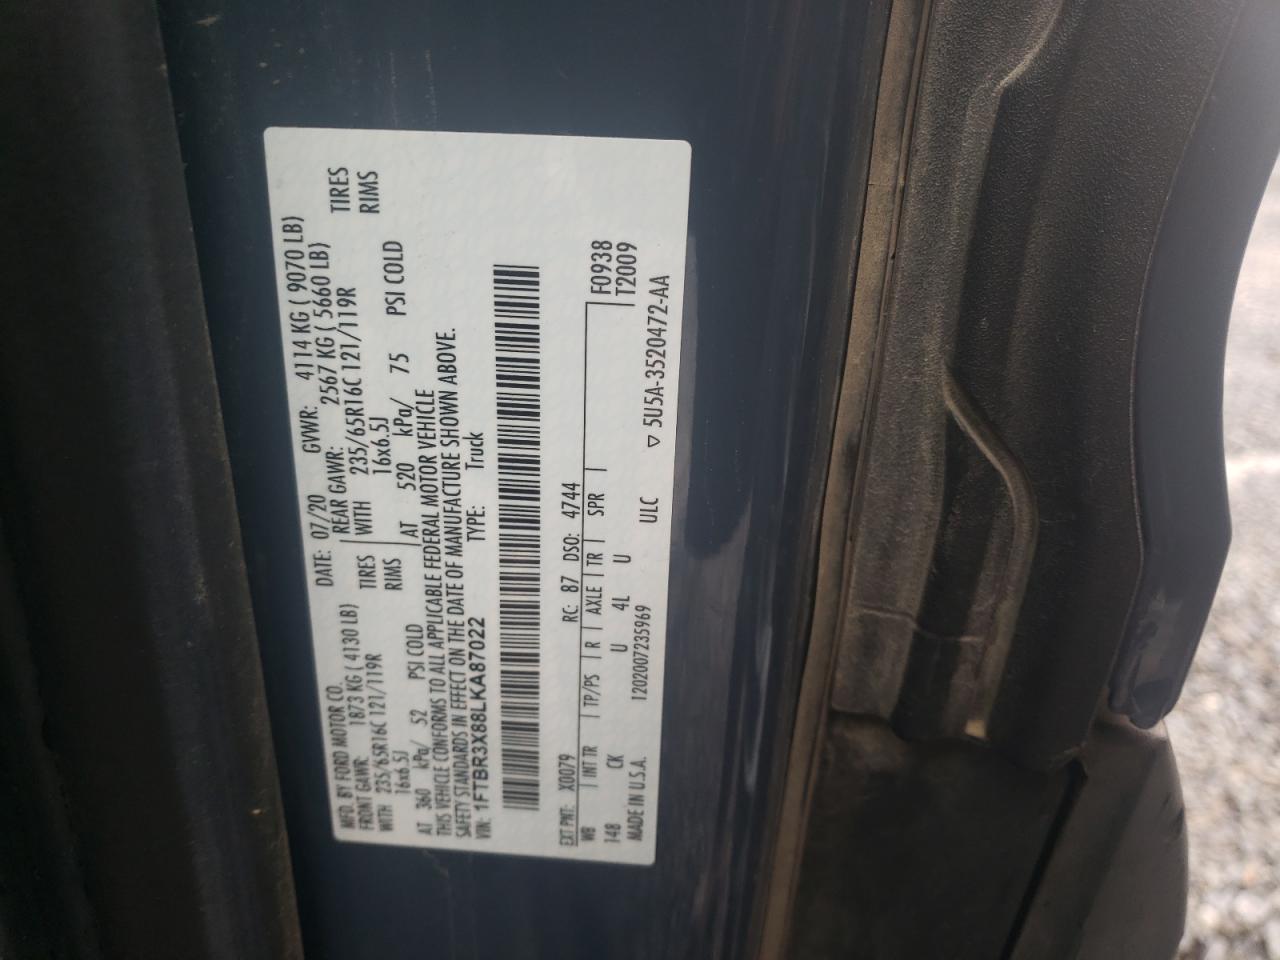 MFD. BY FORD MOTOR CO.
DATE: 07/20 GVWR: 4114 KG ( 9070 LB)
FRONT GAWR: 1873 KG ( 4130 LB) REAR GAWR: 2567 KG ( 5660 LB)
WITH 235/65R16C 121/119R TIRES WITH 235/65R16C 121/119R TIRES
16x6.5J RIMS 16x6.5J RIMS
AT 360 kPa/ 52 PSI COLD AT 520 kPa/ 75 PSI COLD
THIS VEHICLE CONFORMS TO ALL APPLICABLE FEDERAL MOTOR VEHICLE
SAFETY STANDARDS IN EFFECT ON THE DATE OF MANUFACTURE SHOWN ABOVE.
VIN: 1FTBR3X88LKA87022 TYPE: Truck
EXT PNT: X0079 RC: 87 DSO: 4744 F0938
WB INT TR TP/PS R AXLE TR SPR T2009
148 CK U 4L U
MADE IN U.S.A. 1202007235969 ULC ▽ 5U5A-3520472-AA